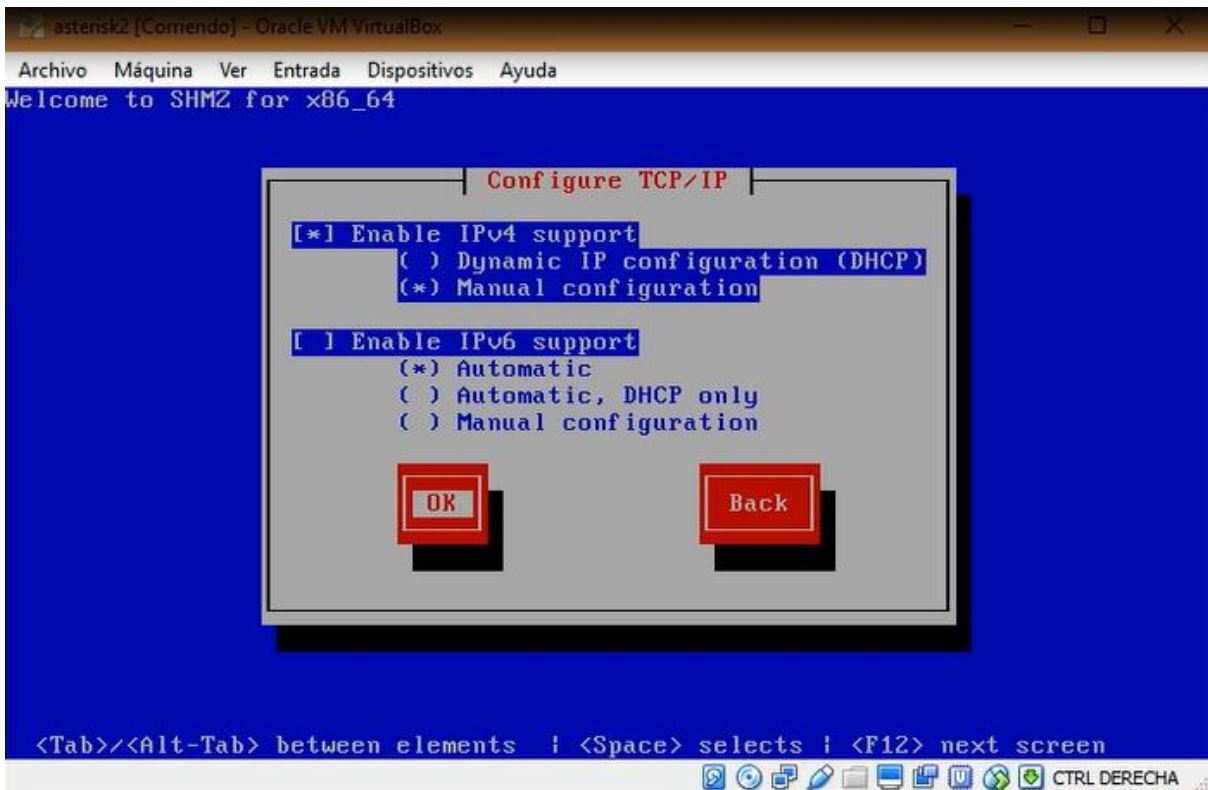 asterisk2 [Corriendo] - Oracle VM VirtualBox
Archivo Máquina Ver Entrada Dispositivos Ayuda
Welcome to SHMZ for x86_64
Configure TCP/IP
[*] Enable IPv4 support
( ) Dynamic IP configuration (DHCP)
(*) Manual configuration
[ ] Enable IPv6 support
(*) Automatic
( ) Automatic, DHCP only
( ) Manual configuration
OK Back
<Tab>/<Alt-Tab> between elements | <Space> selects | <F12> next screen
CTRL DERECHA